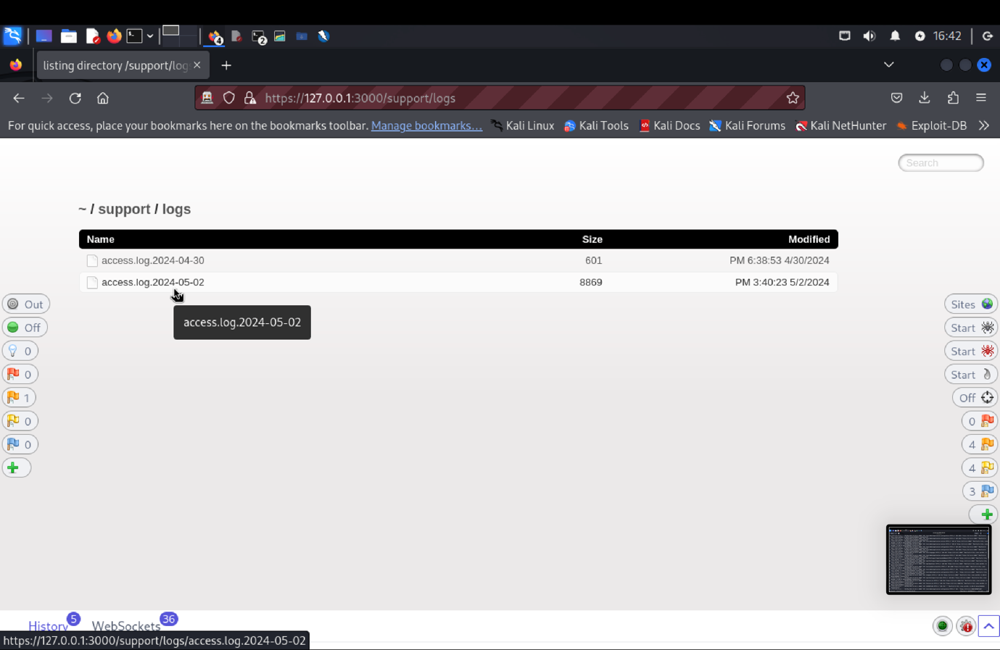 4
2
16:42
listing directory /support/log
https://127.0.0.1:3000/support/logs
For quick access, place your bookmarks here on the bookmarks toolbar. Manage bookmarks... Kali Linux Kali Tools Kali Docs Kali Forums Kali NetHunter Exploit-DB
Search
~ / support / logs
Name Size Modified
access.log.2024-04-30 601 PM 6:38:53 4/30/2024
access.log.2024-05-02 8869 PM 3:40:23 5/2/2024
access.log.2024-05-02
Out
Off
0
0
1
0
0
Sites
Start
Start
Start
Off
0
4
4
3
History 5 WebSockets 36
https://127.0.0.1:3000/support/logs/access.log.2024-05-02